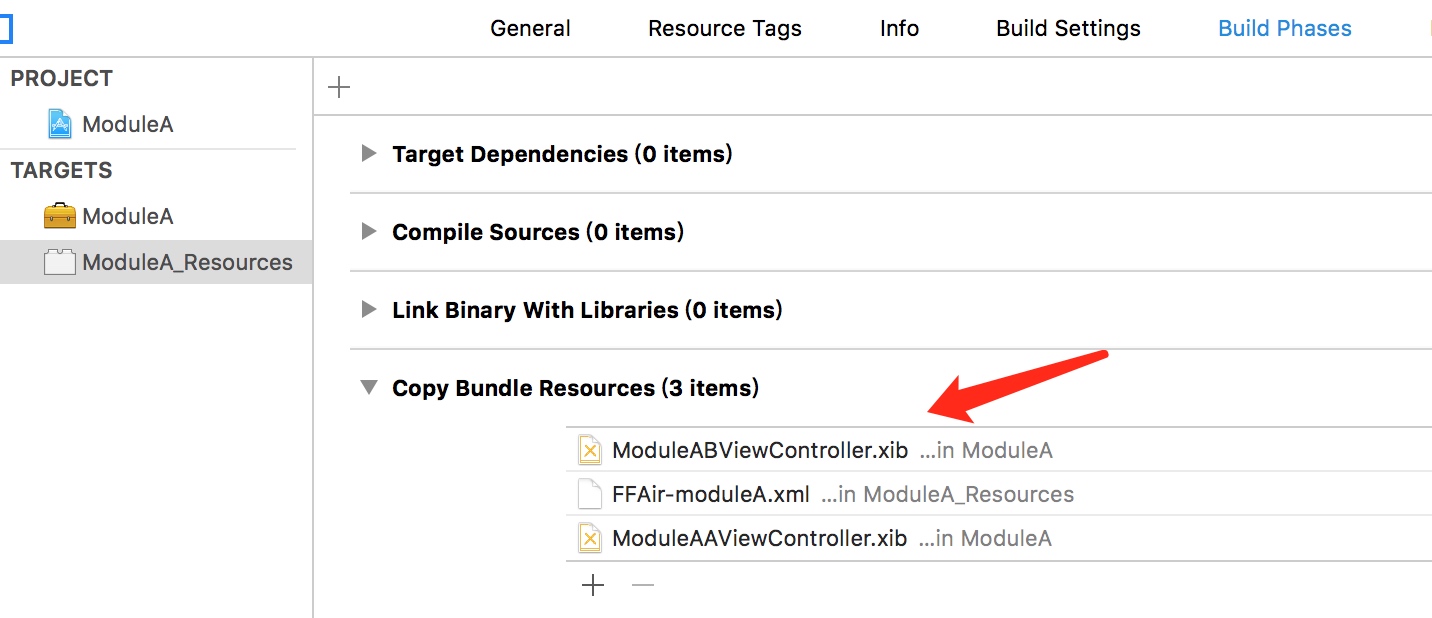 General Resource Tags Info Build Settings Build Phases
PROJECT
ModuleA
TARGETS
ModuleA
ModuleA_Resources
Target Dependencies (0 items)
Compile Sources (0 items)
Link Binary With Libraries (0 items)
Copy Bundle Resources (3 items)
ModuleABViewController.xib ...in ModuleA
FFAir-moduleA.xml ...in ModuleA_Resources
ModuleAAViewController.xib ...in ModuleA